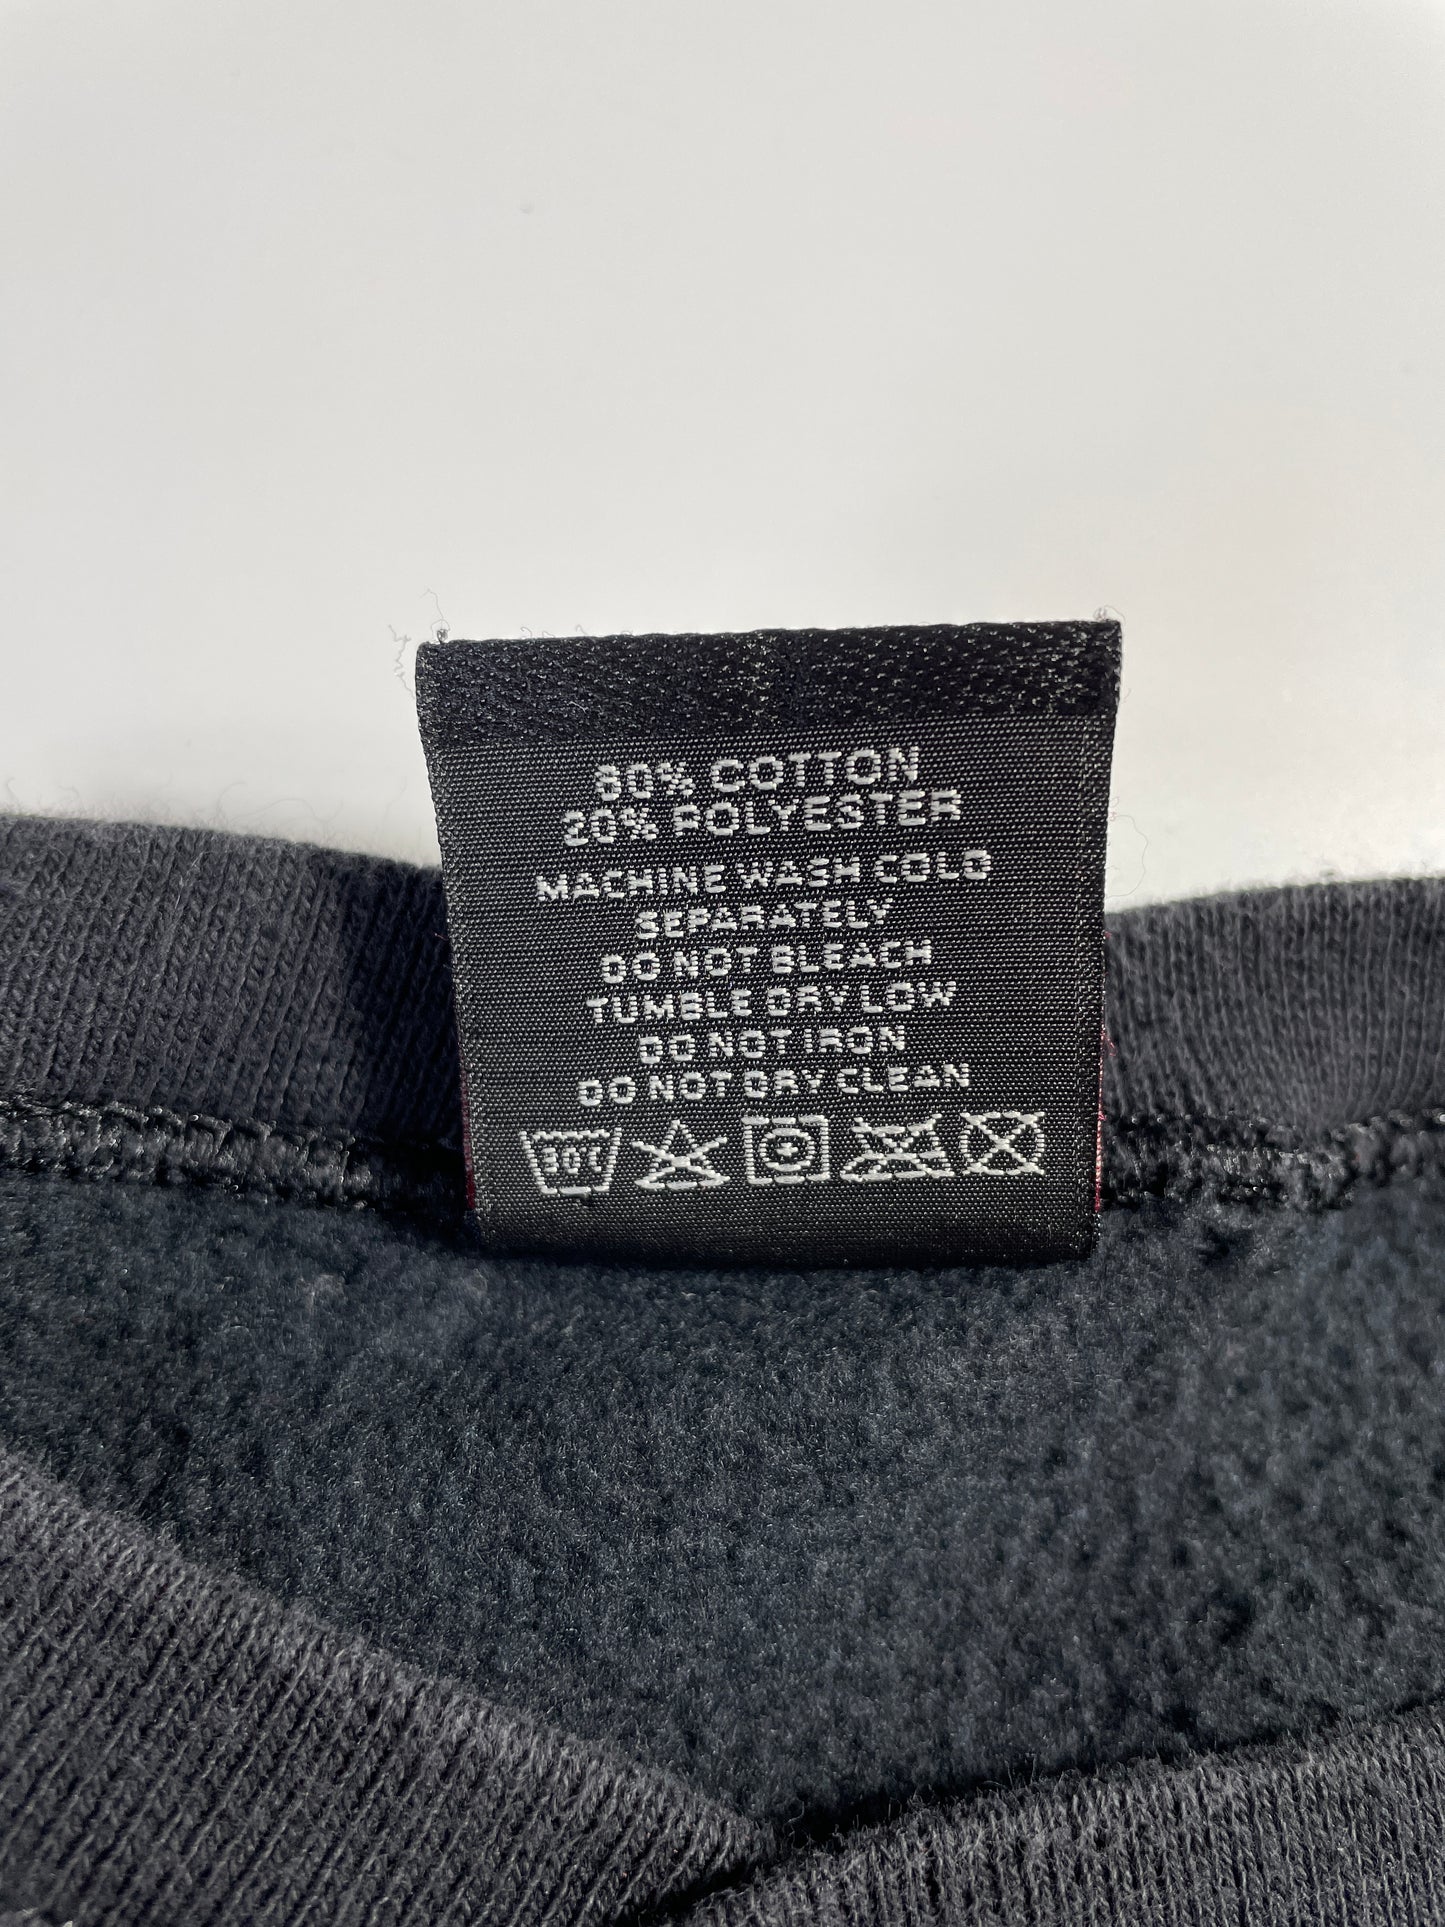 80% COTTON
20% POLYESTER
MACHINE WASH COLD
SEPARATELY
DO NOT BLEACH
TUMBLE DRY LOW
DO NOT IRON
DO NOT DRY CLEAN
30℃